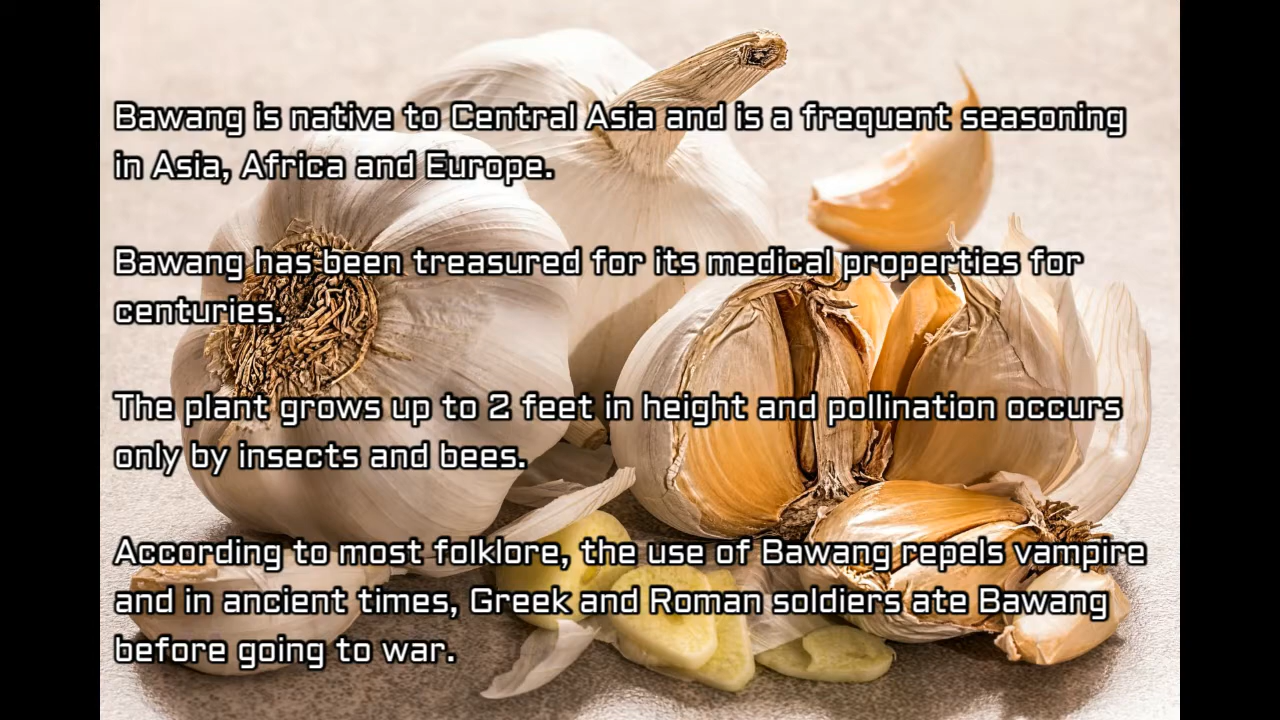 Bawang is native to Central Asia and is a frequent seasoning
in Asia, Africa and Europe.
Bawang has been treasured for its medical properties for
centuries.
The plant grows up to 2 feet in height and pollination occurs
only by insects and bees.
According to most folklore, the use of Bawang repels vampire
and in ancient times, Greek and Roman soldiers ate Bawang
before going to war.